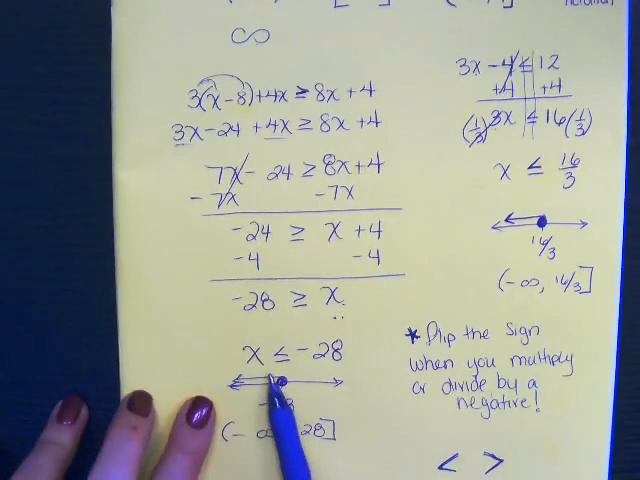 ∞
3(x-8)+4x ≥ 8x+4
3x-24+4x ≥ 8x+4
7x - 24 ≥ 8x+4
-7x -7x
-24 ≥ x+4
-4 -4
-28 ≥ x
x ≤ -28
(-∞ 28]
3x-4 ≤ 12
+4 +4
(1/3) 3x ≤ 16 (1/3)
x ≤ 16/3
16/3
(-∞, 16/3]
* Flip the sign
when you multiply
or divide by a
negative!
< >